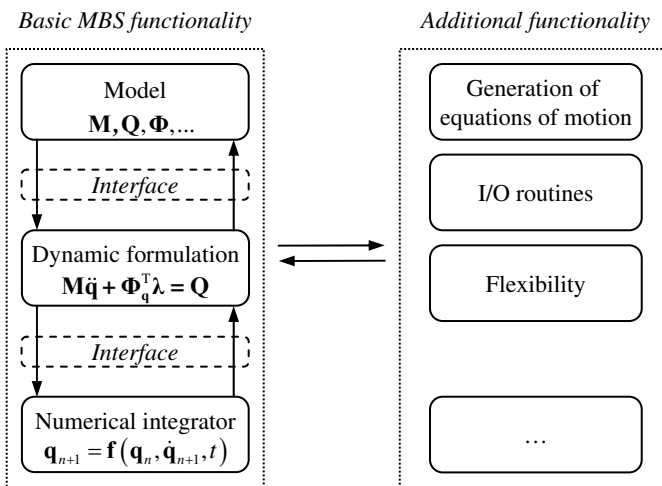 Basic MBS functionality
Model
M, Q, Φ, ...
Interface
Dynamic formulation
Mq̈ + Φ_q^T λ = Q
Interface
Numerical integrator
q_{n+1} = f (q_n, q̇_{n+1}, t)
Additional functionality
Generation of
equations of motion
I/O routines
Flexibility
...